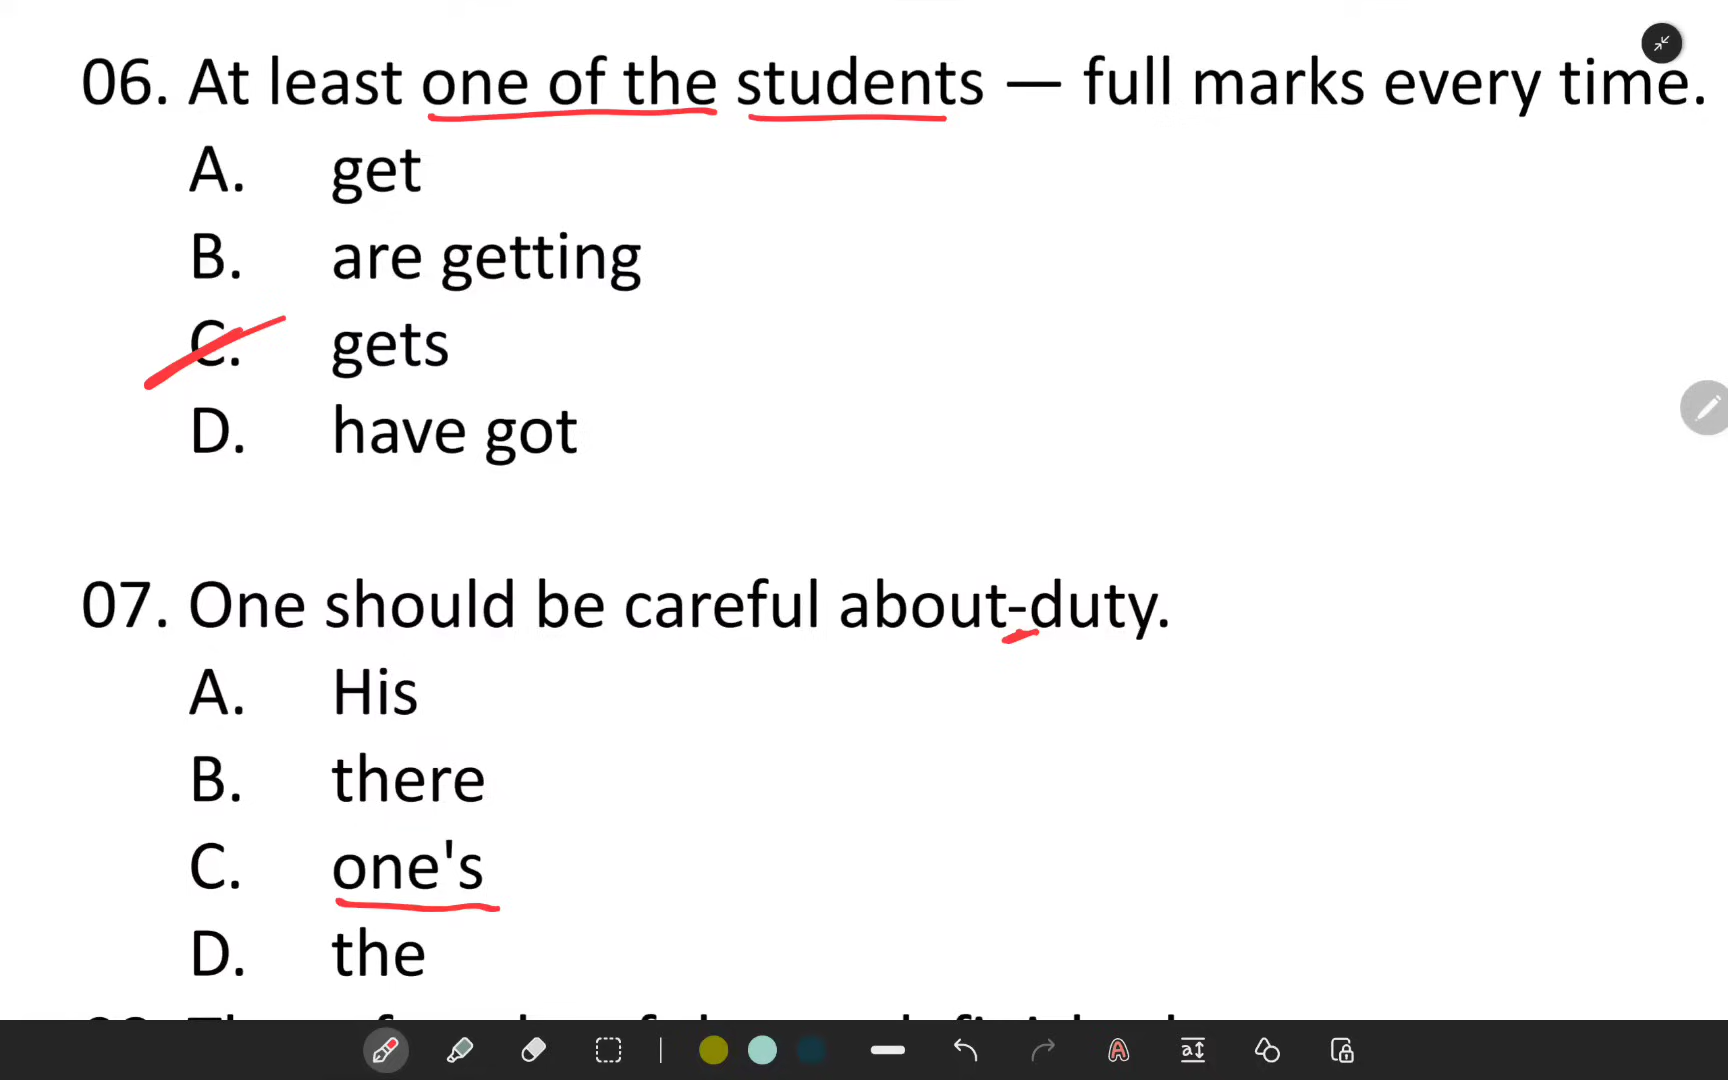 06. At least one of the students — full marks every time.
A. get
B. are getting
C. gets
D. have got
07. One should be careful about-duty.
A. His
B. there
C. one's
D. the